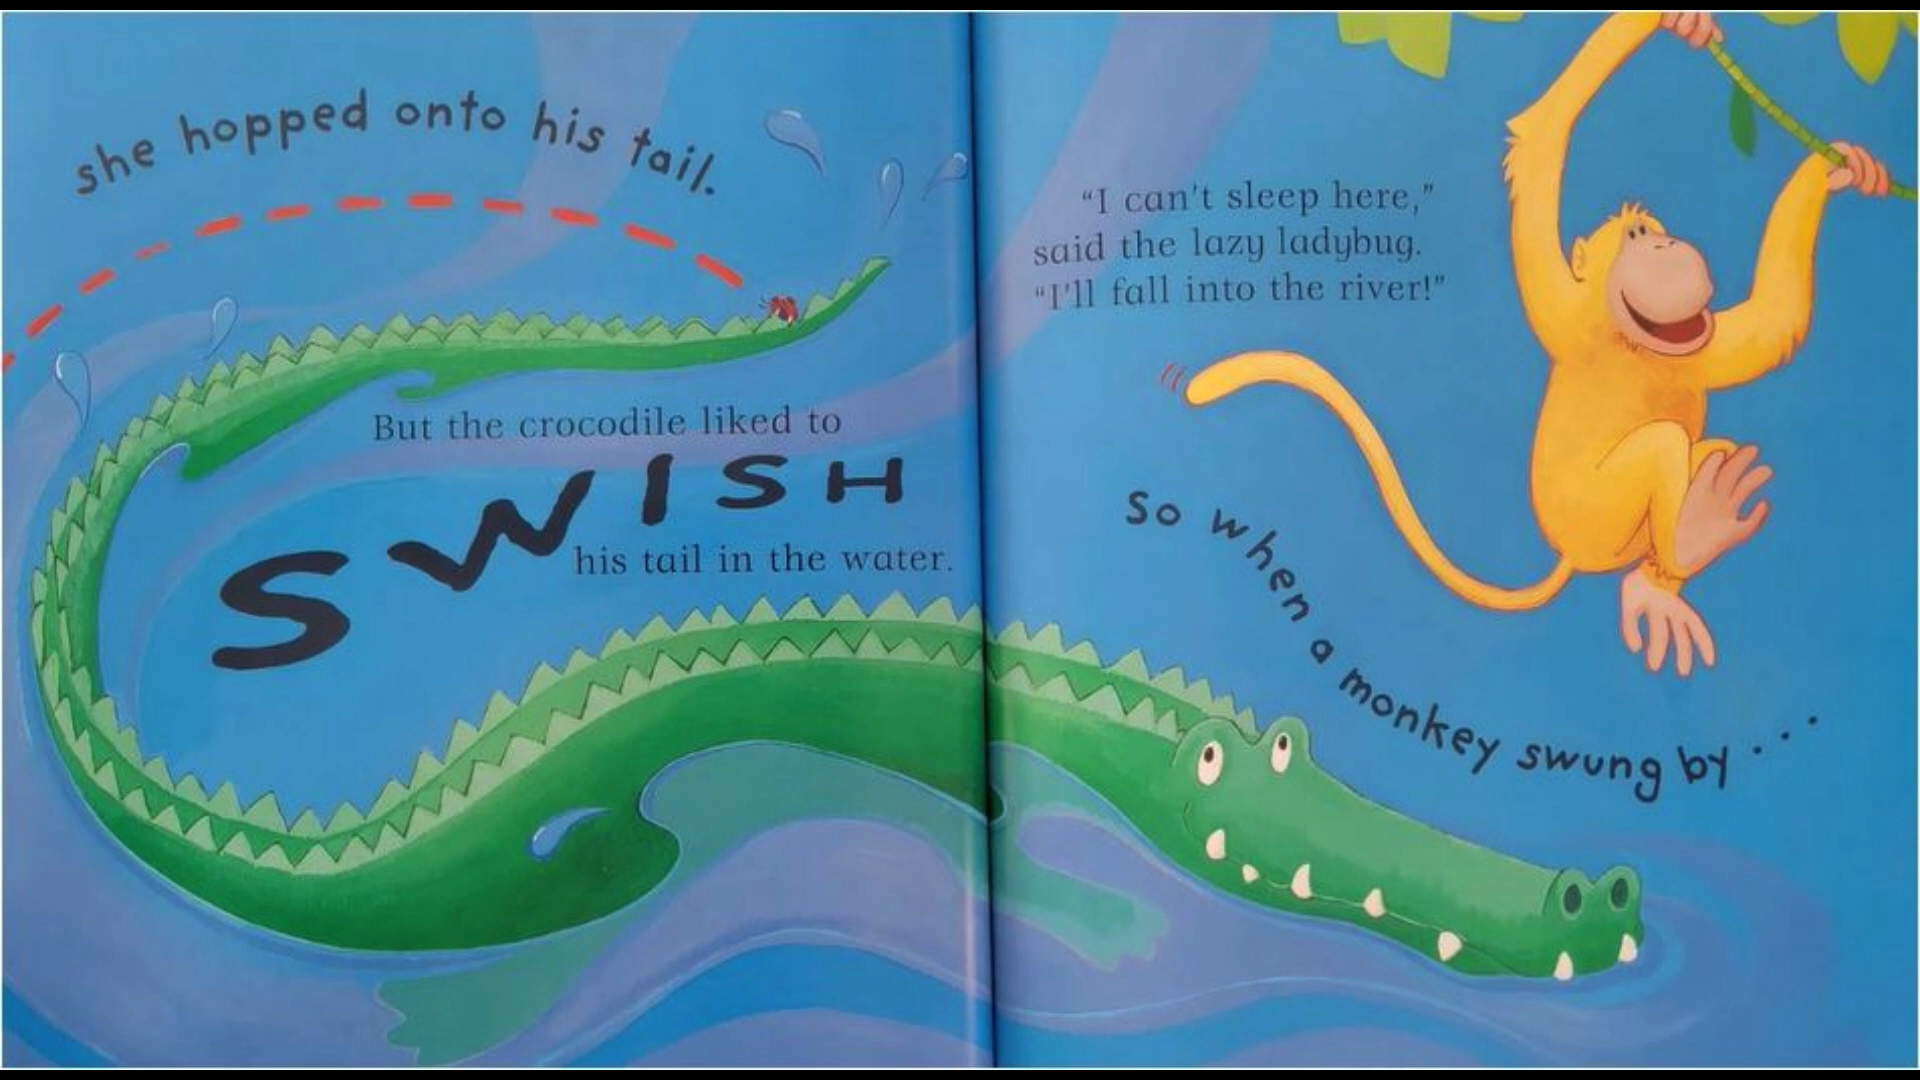 she hopped onto his tail.
But the crocodile liked to
SWISH
his tail in the water.
“I can't sleep here,”
said the lazy ladybug.
“I'll fall into the river!”
So when a monkey swung by . . .